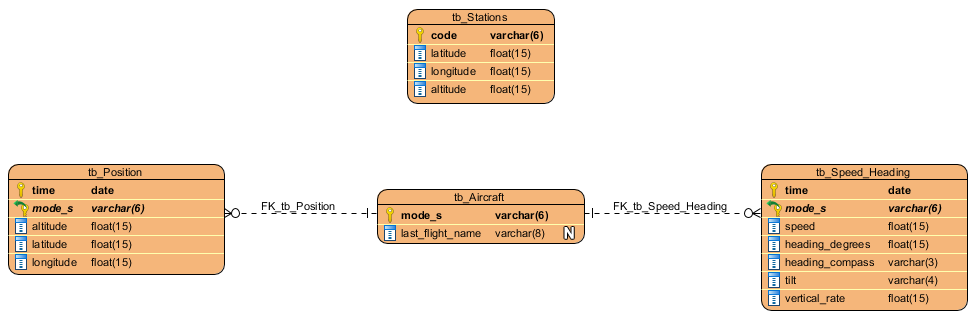 tb_Stations
code varchar(6)
latitude float(15)
longitude float(15)
altitude float(15)
tb_Position
time date
mode_s varchar(6)
altitude float(15)
latitude float(15)
longitude float(15)
FK_tb_Position
tb_Aircraft
mode_s varchar(6)
last_flight_name varchar(8) N
FK_tb_Speed_Heading
tb_Speed_Heading
time date
mode_s varchar(6)
speed float(15)
heading_degrees float(15)
heading_compass varchar(3)
tilt varchar(4)
vertical_rate float(15)